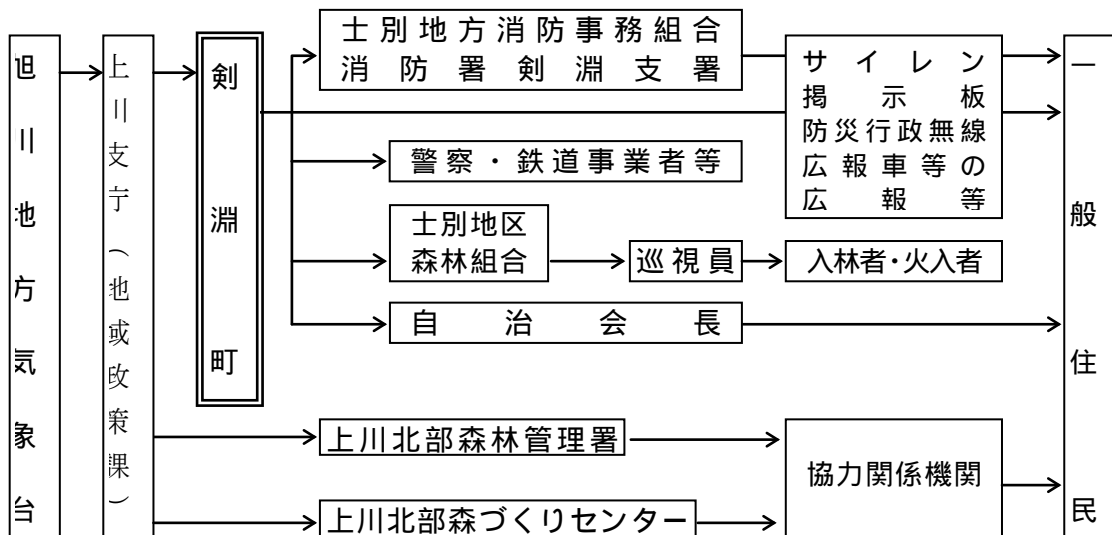 旭川地方気象台
上川支庁(地域政策課)
剣淵町
士別地方消防事務組合
消防署剣淵支署
警察・鉄道事業者等
士別地区
森林組合
巡視員
入林者・火入者
自治会長
上川北部森林管理署
上川北部森づくりセンター
サイレン
掲示板
防災行政無線
広報車等の
広報等
協力関係機関
一般住民